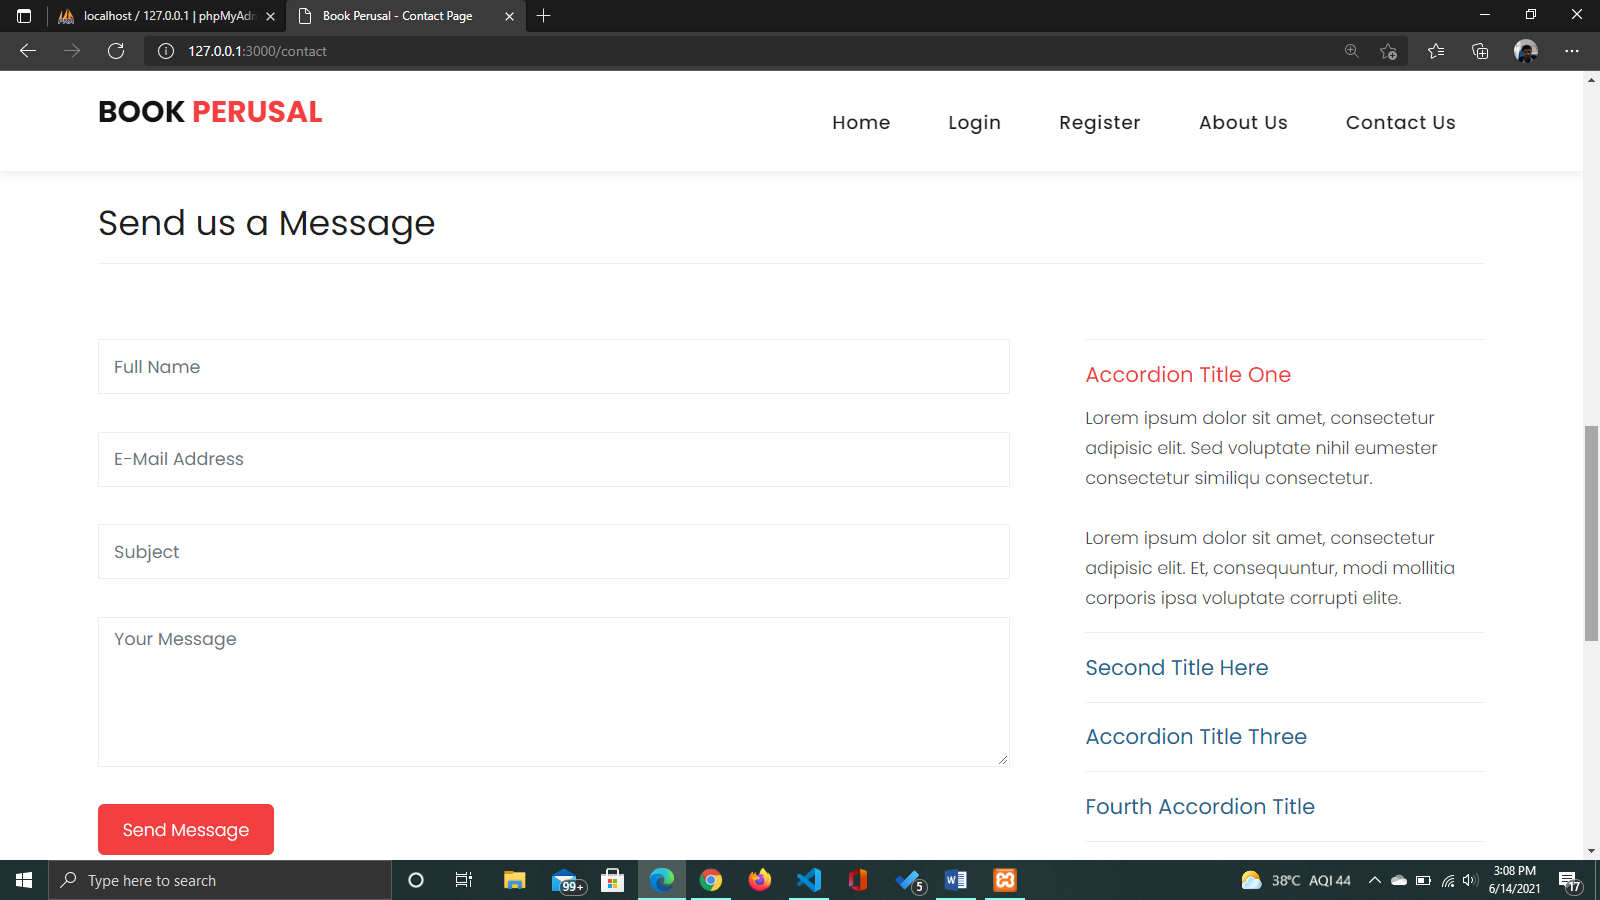 localhost / 127.0.0.1 | phpMyAdm
Book Perusal - Contact Page
127.0.0.1:3000/contact
BOOK PERUSAL
Home
Login
Register
About Us
Contact Us
Send us a Message
Full Name
E-Mail Address
Subject
Your Message
Send Message
Accordion Title One
Lorem ipsum dolor sit amet, consectetur
adipisic elit. Sed voluptate nihil eumester
consectetur similiqu consectetur.
Lorem ipsum dolor sit amet, consectetur
adipisic elit. Et, consequuntur, modi mollitia
corporis ipsa voluptate corrupti elite.
Second Title Here
Accordion Title Three
Fourth Accordion Title
Type here to search
99+
5
38°C AQI 44
3:08 PM
6/14/2021
17